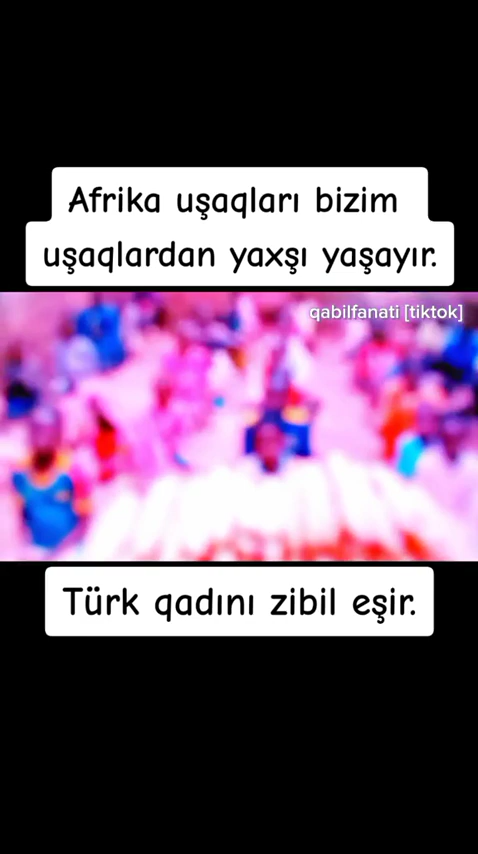 Afrika uşaqları bizim
uşaqlardan yaxşı yaşayır.
qabilfanati [tiktok]
Türk qadını zibil eşir.